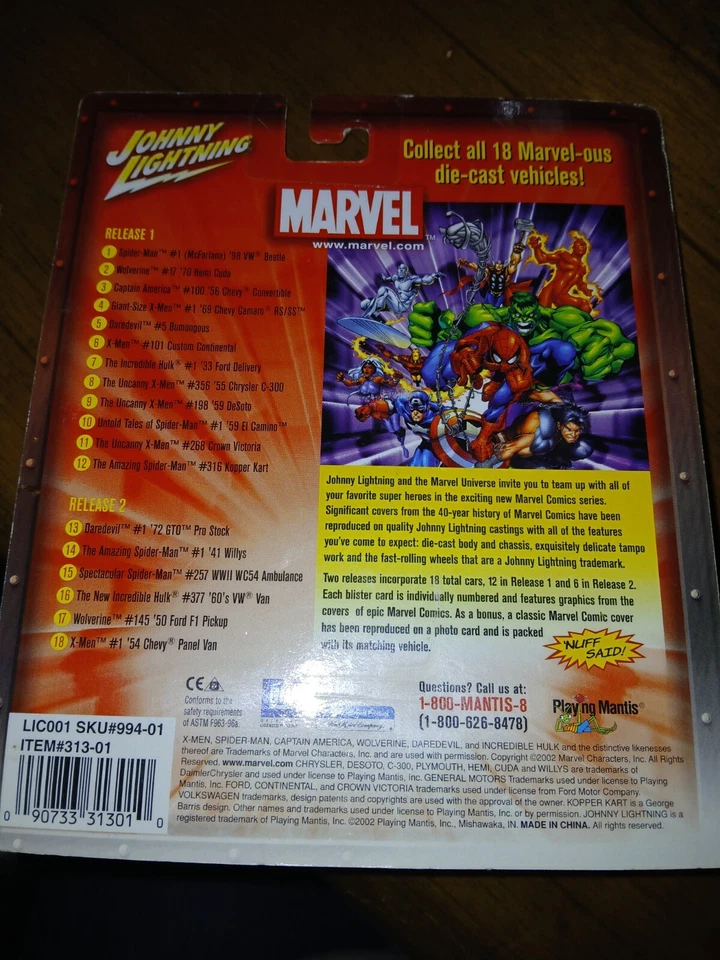 JOHNNY
LIGHTNING
Collect all 18 Marvel-ous
die-cast vehicles!
MARVEL™
www.marvel.com
RELEASE 1
1 Spider-Man™ #1 (McFarlane) '98 VW® Beetle
2 Wolverine™ #17 '70 Hemi Cuda
3 Captain America™ #100 '56 Chevy® Convertible
4 Giant-Size X-Men™ #1 '69 Chevy Camaro® RS/SS™
5 Daredevil™ #5 Bumongous
6 X-Men™ #101 Custom Continental
7 The Incredible Hulk® #1 '33 Ford Delivery
8 The Uncanny X-Men™ #356 '55 Chrysler C-300
9 The Uncanny X-Men™ #198 '59 DeSoto
10 Untold Tales of Spider-Man™ #1 '59 El Camino™
11 The Uncanny X-Men™ #268 Crown Victoria
12 The Amazing Spider-Man™ #316 Kopper Kart
RELEASE 2
13 Daredevil™ #1 '72 GTO™ Pro Stock
14 The Amazing Spider-Man™ #1 '41 Willys
15 Spectacular Spider-Man™ #257 WWII WC54 Ambulance
16 The New Incredible Hulk® #377 '60's VW® Van
17 Wolverine™ #145 '50 Ford F1 Pickup
18 X-Men™ #1 '54 Chevy® Panel Van
Johnny Lightning and the Marvel Universe invite you to team up with all of
your favorite super heroes in the exciting new Marvel Comics series.
Significant covers from the 40-year history of Marvel Comics have been
reproduced on quality Johnny Lightning castings with all of the features
you've come to expect: die-cast body and chassis, exquisitely delicate tampo
work and the fast-rolling wheels that are a Johnny Lightning trademark.
Two releases incorporate 18 total cars, 12 in Release 1 and 6 in Release 2.
Each blister card is individually numbered and features graphics from the
covers of epic Marvel Comics. As a bonus, a classic Marvel Comic cover
has been reproduced on a photo card and is packed
with its matching vehicle.
'NUFF
SAID!
CE
Conforms to the
safety requirements
of ASTM F963-96a.
Questions? Call us at:
1-800-MANTIS-8
(1-800-626-8478)
Playing Mantis®
LIC001 SKU#994-01
ITEM#313-01
0 90733 31301 0
X-MEN, SPIDER-MAN, CAPTAIN AMERICA, WOLVERINE, DAREDEVIL, and INCREDIBLE HULK and the distinctive likenesses
thereof are Trademarks of Marvel Characters, Inc. and are used with permission. Copyright ©2002 Marvel Characters, Inc. All Rights
Reserved. www.marvel.com CHRYSLER, DESOTO, C-300, PLYMOUTH, HEMI, CUDA and WILLYS are trademarks of
DaimlerChrysler and used under license to Playing Mantis, Inc. GENERAL MOTORS Trademarks used under license to Playing
Mantis, Inc. FORD, CONTINENTAL, and CROWN VICTORIA trademarks used under license from Ford Motor Company.
VOLKSWAGEN trademarks, design patents and copyrights are used with the approval of the owner. KOPPER KART is a George
Barris design. Other names and trademarks used under license to Playing Mantis, Inc. or by permission. JOHNNY LIGHTNING is a
registered trademark of Playing Mantis, Inc. ©2002 Playing Mantis, Inc., Mishawaka, IN. MADE IN CHINA. All rights reserved.